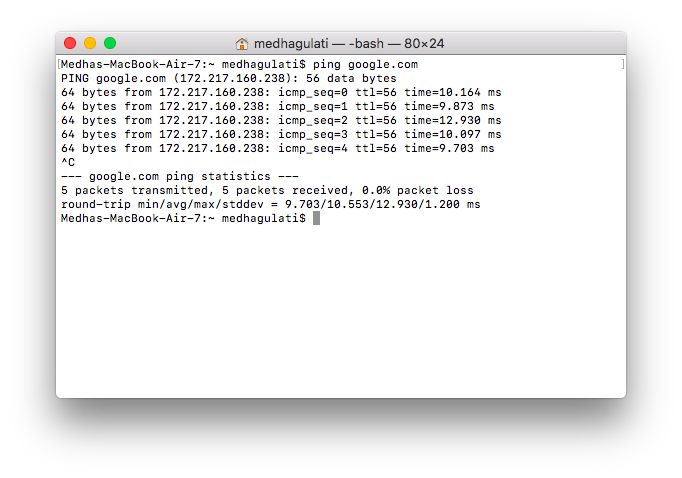 medhagulati — -bash — 80×24
[Medhas-MacBook-Air-7:~ medhagulati$ ping google.com ]
PING google.com (172.217.160.238): 56 data bytes
64 bytes from 172.217.160.238: icmp_seq=0 ttl=56 time=10.164 ms
64 bytes from 172.217.160.238: icmp_seq=1 ttl=56 time=9.873 ms
64 bytes from 172.217.160.238: icmp_seq=2 ttl=56 time=12.930 ms
64 bytes from 172.217.160.238: icmp_seq=3 ttl=56 time=10.097 ms
64 bytes from 172.217.160.238: icmp_seq=4 ttl=56 time=9.703 ms
^C
--- google.com ping statistics ---
5 packets transmitted, 5 packets received, 0.0% packet loss
round-trip min/avg/max/stddev = 9.703/10.553/12.930/1.200 ms
Medhas-MacBook-Air-7:~ medhagulati$